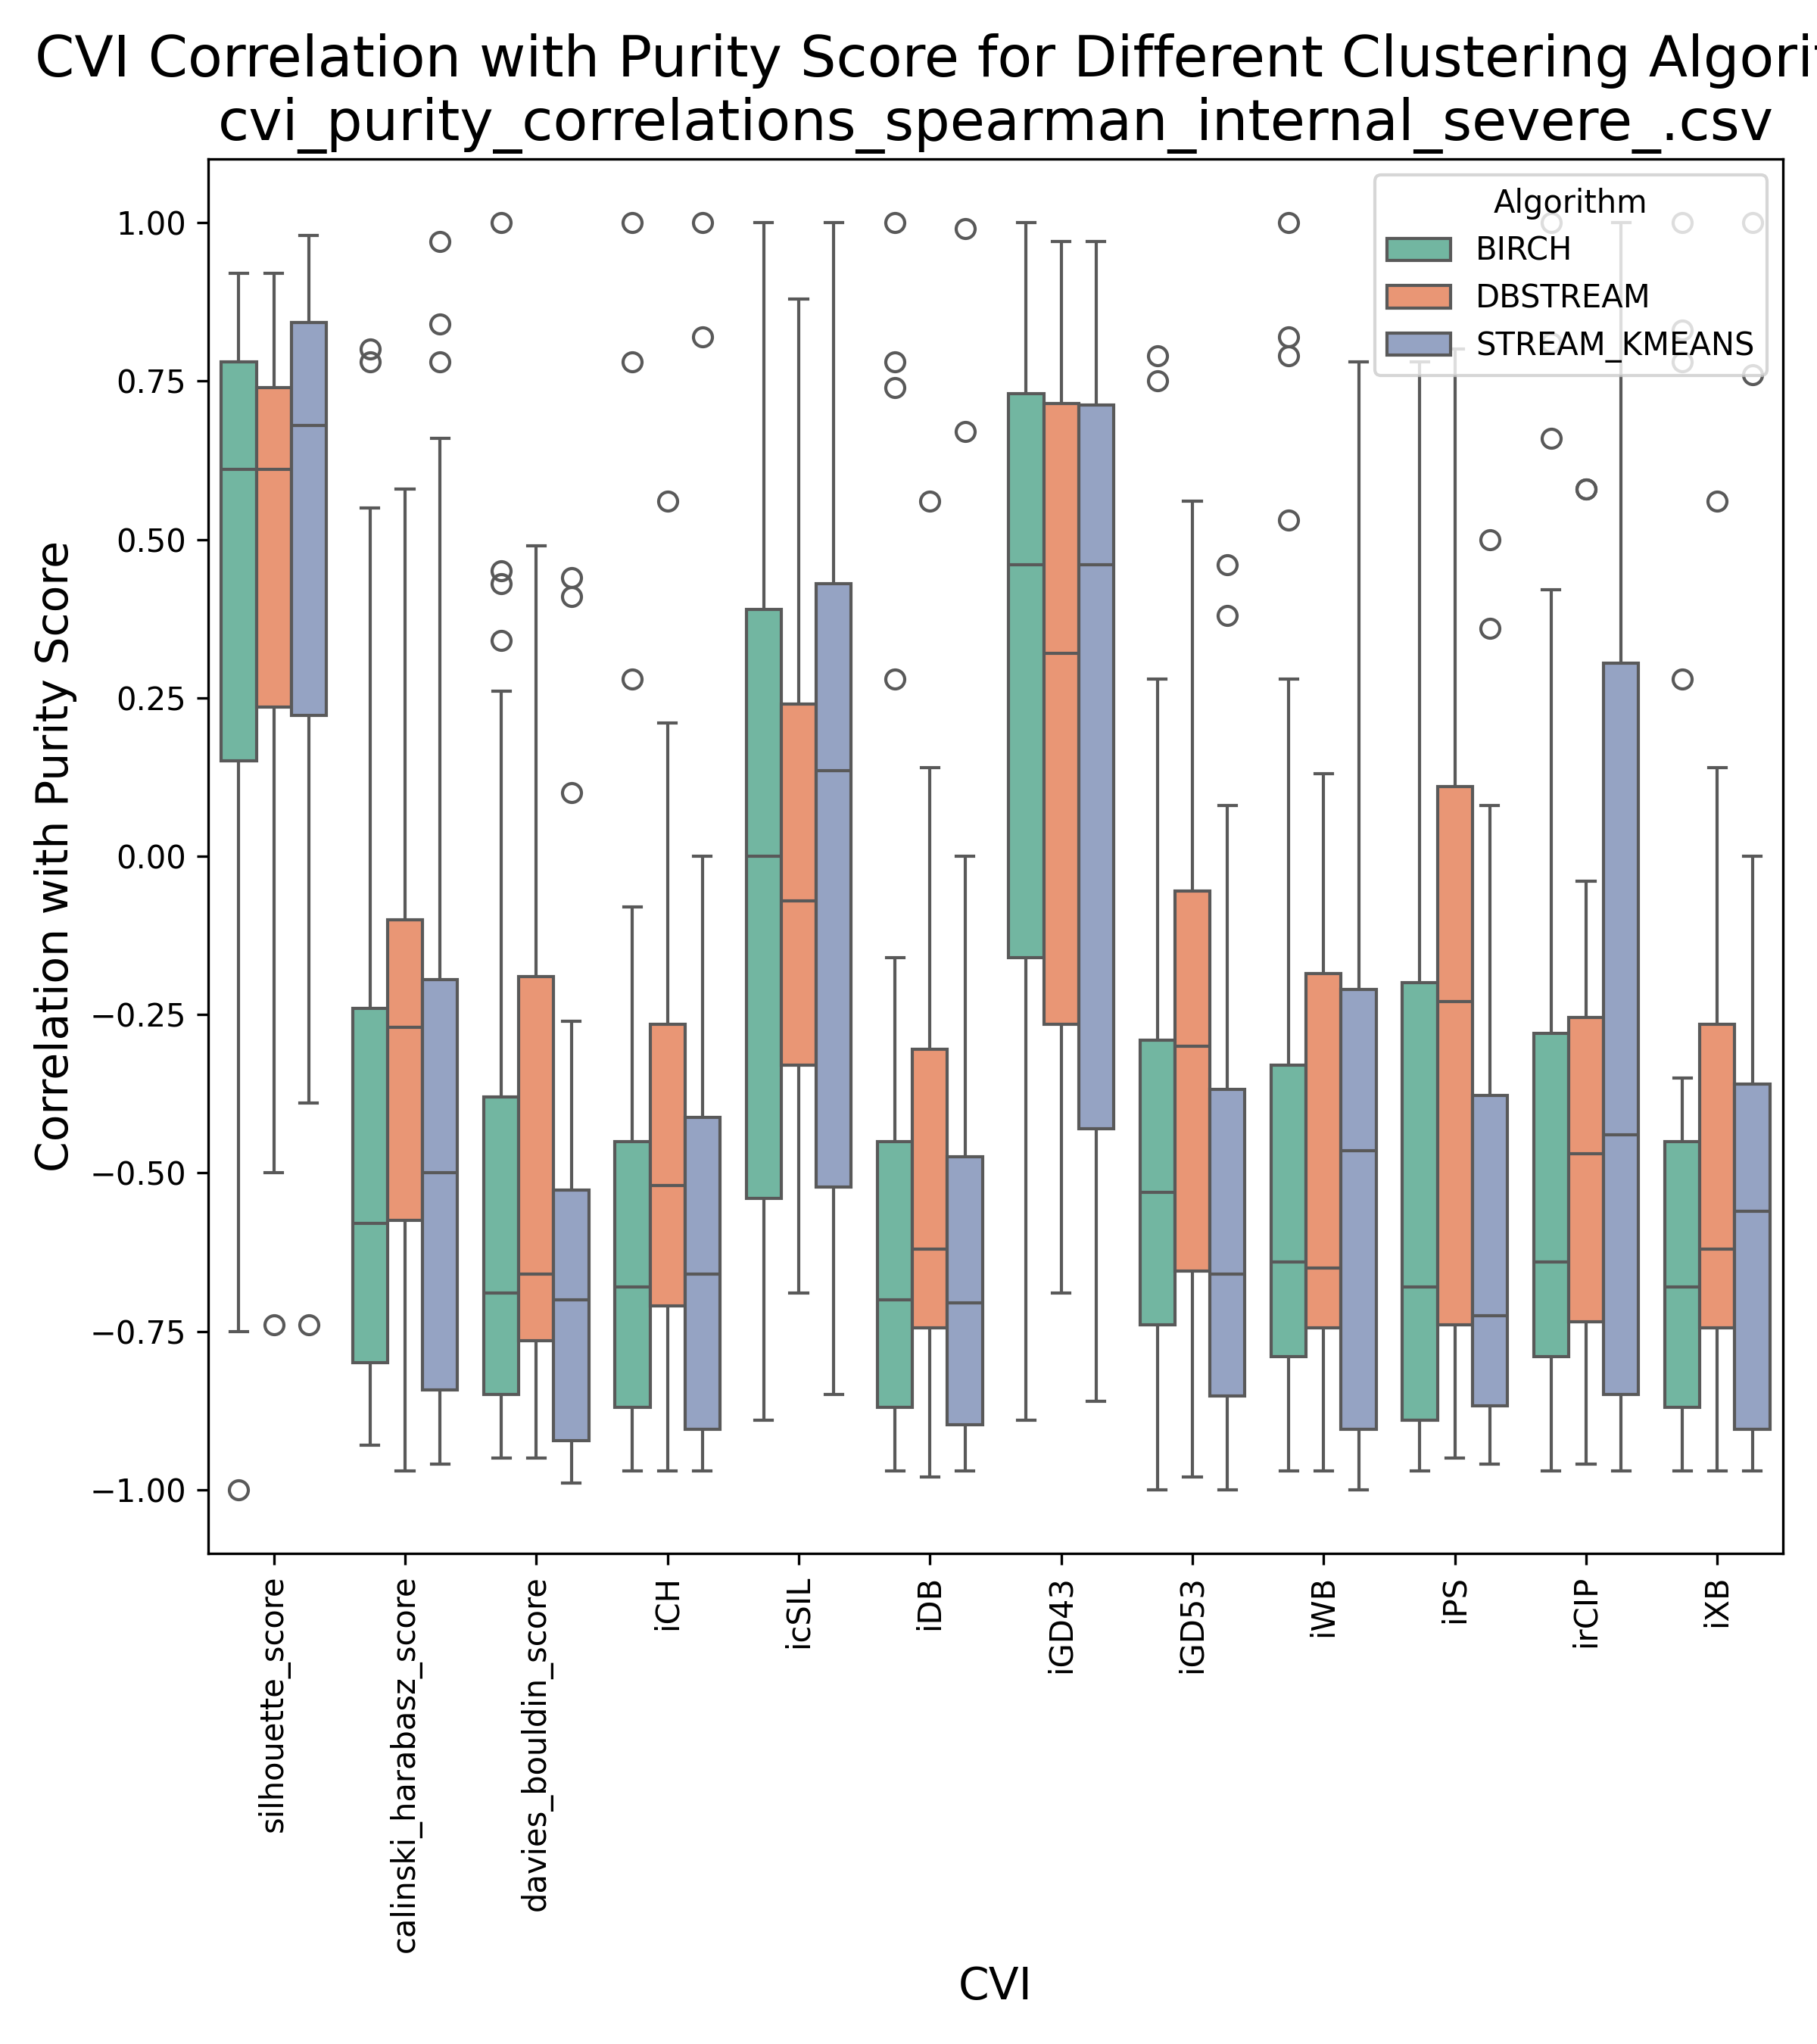 CVI Correlation with Purity Score for Different Clustering Algori
cvi_purity_correlations_spearman_internal_severe_.csv
Algorithm
BIRCH
DBSTREAM
STREAM_KMEANS
Correlation with Purity Score
1.00
0.75
0.50
0.25
0.00
−0.25
−0.50
−0.75
−1.00
silhouette_score
calinski_harabasz_score
davies_bouldin_score
iCH
icSIL
iDB
iGD43
iGD53
iWB
iPS
irCIP
iXB
CVI